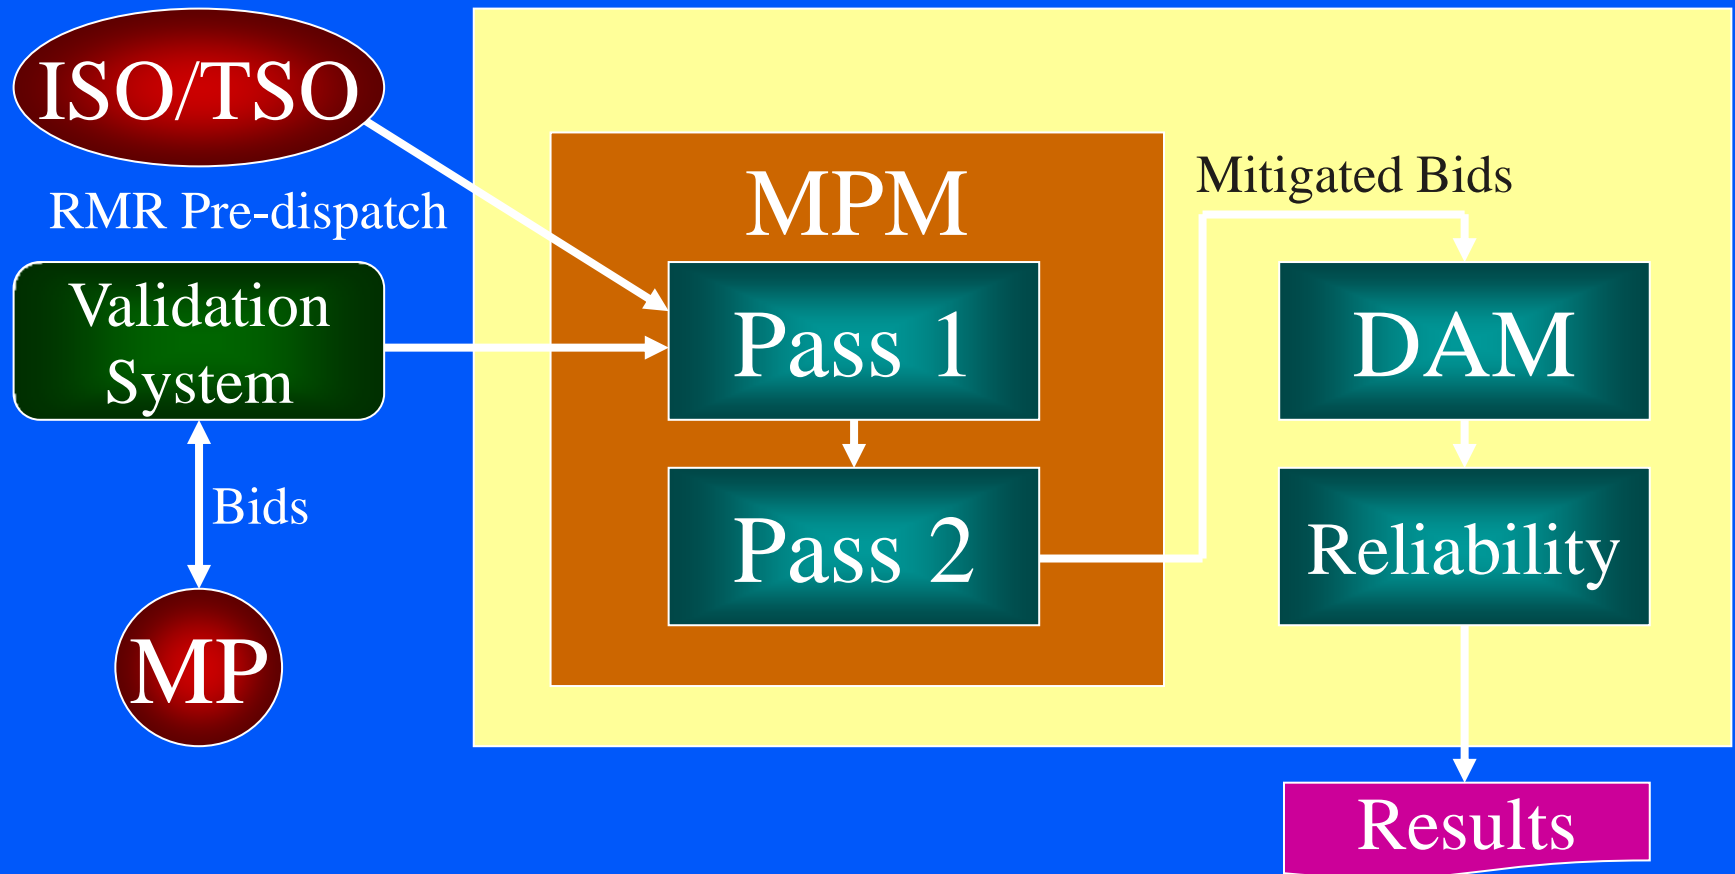 ISO/TSO
RMR Pre-dispatch
Validation
System
Bids
MP
MPM
Pass 1
Pass 2
Mitigated Bids
DAM
Reliability
Results